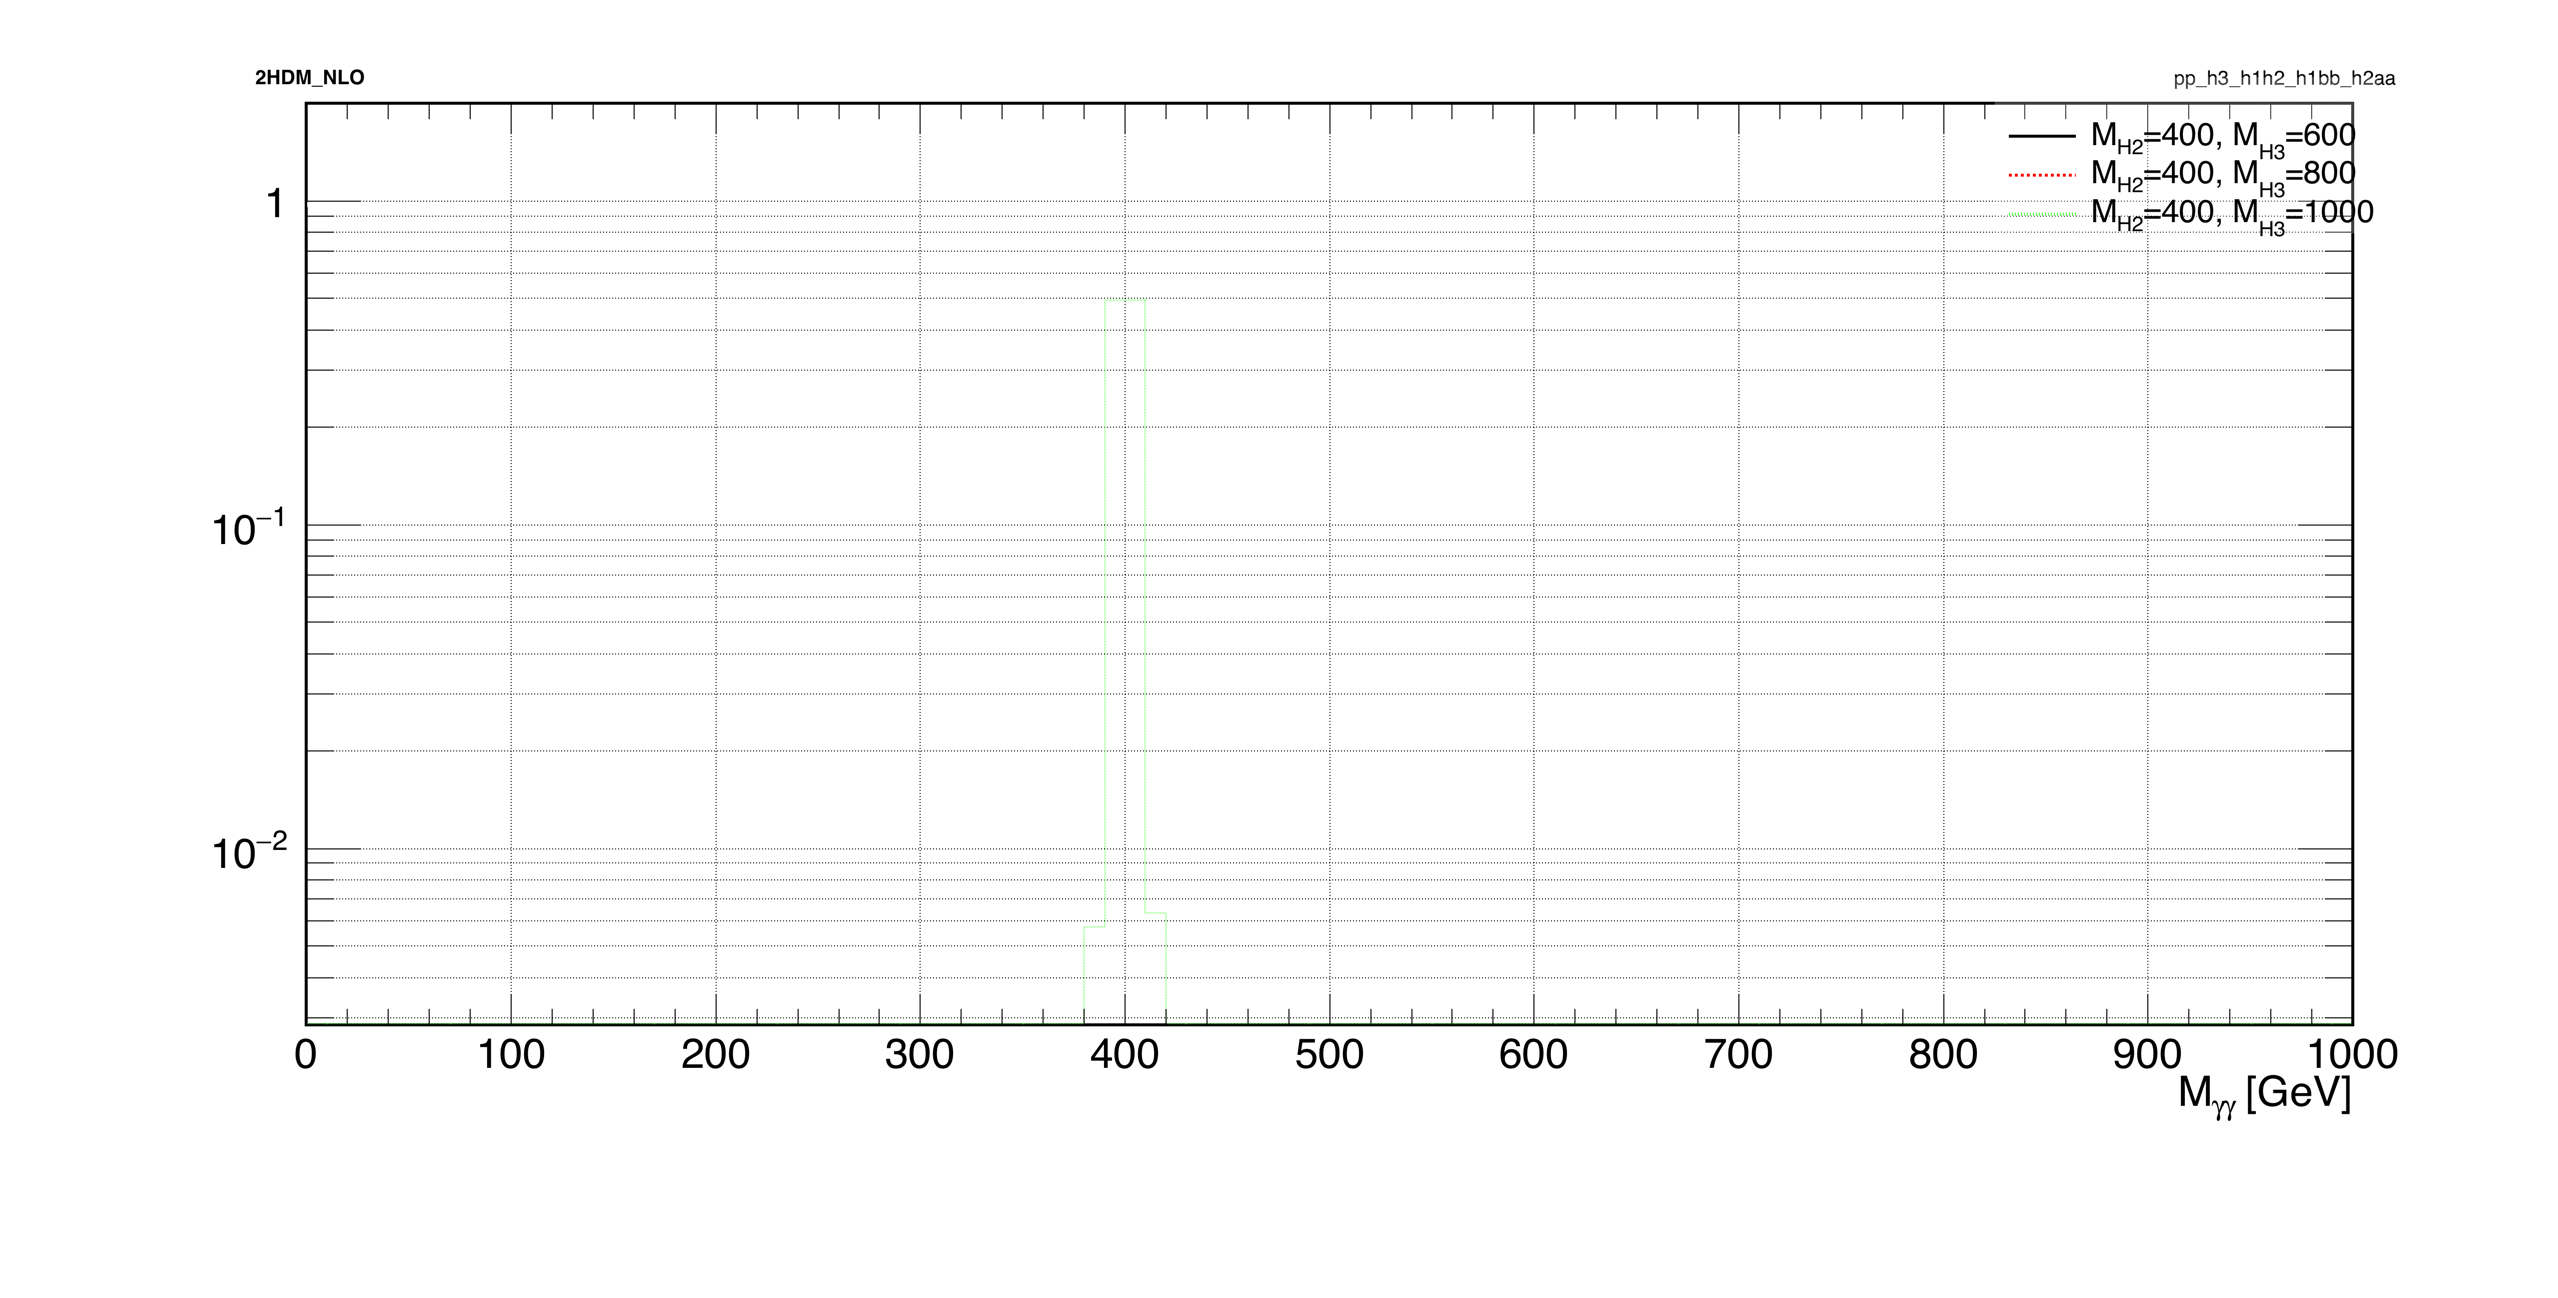 2HDM_NLO
pp_h3_h1h2_h1bb_h2aa
M_H2=400, M_H3=600
M_H2=400, M_H3=800
M_H2=400, M_H3=1000
1
10⁻¹
10⁻²
0 100 200 300 400 500 600 700 800 900 1000
M_γγ [GeV]